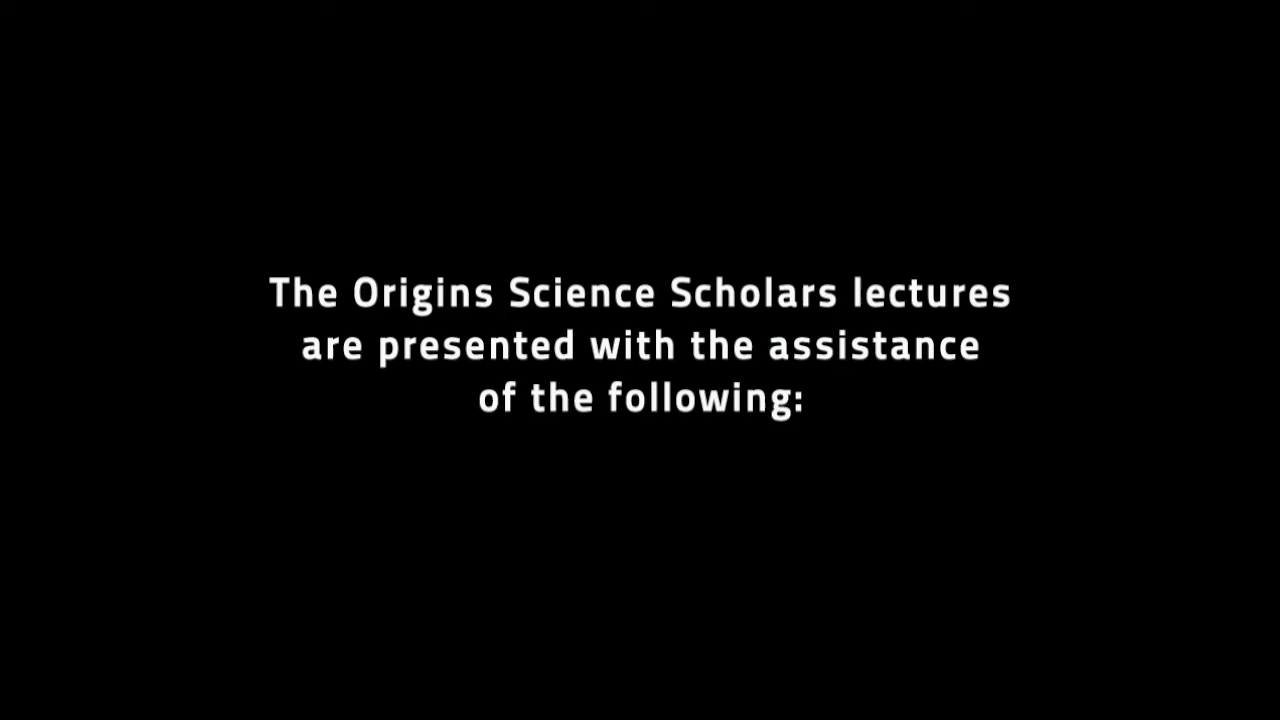 The Origins Science Scholars lectures
are presented with the assistance
of the following: